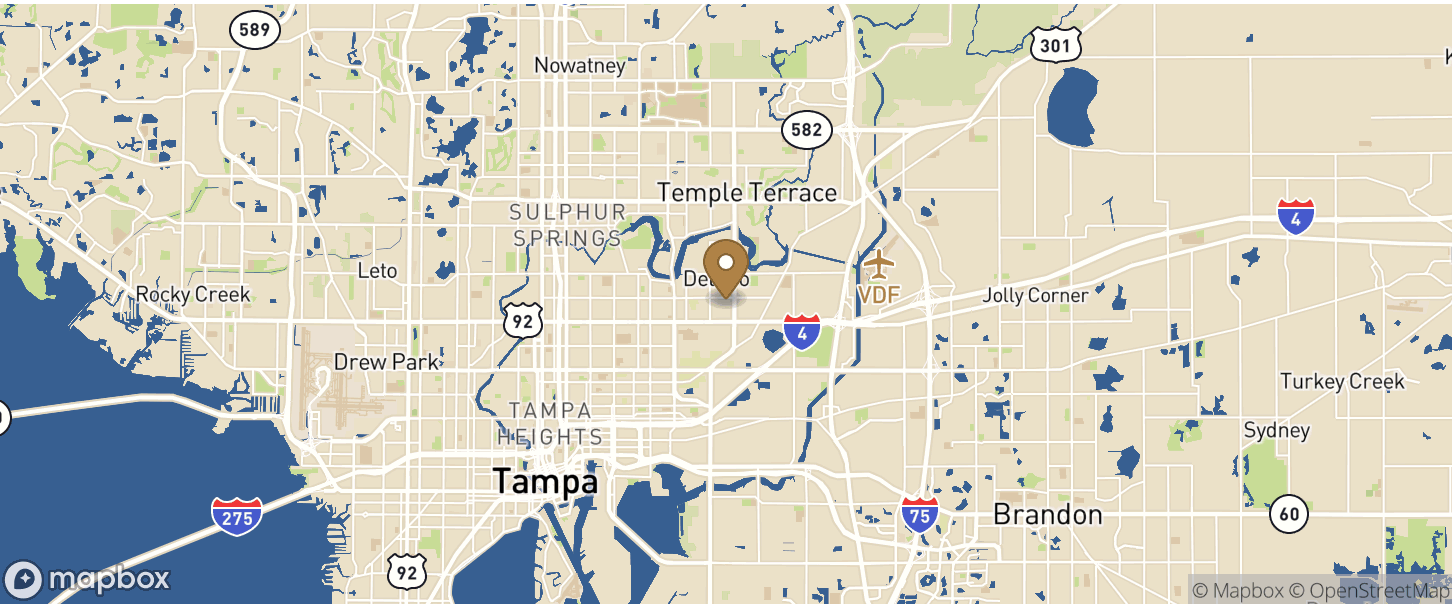 589
301
Nowatney
582
Temple Terrace
SULPHUR
SPRINGS
4
Leto
VDF
Rocky Creek
Jolly Corner
92
4
Drew Park
Turkey Creek
TAMPA
HEIGHTS
Sydney
Tampa
275
75
Brandon
60
92
mapbox
© Mapbox © OpenStreetMap